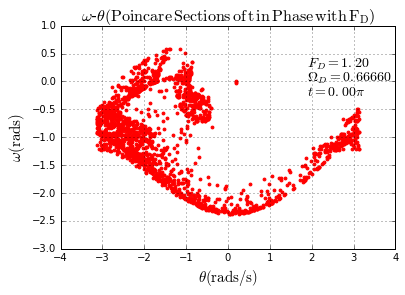 ω-θ(Poincare Sections of t in Phase with F_D)
F_D = 1.20
Ω_D = 0.66660
t = 0.00π
ω(rads)
1.0
0.5
0.0
−0.5
−1.0
−1.5
−2.0
−2.5
−3.0
−4 −3 −2 −1 0 1 2 3 4
θ(rads/s)